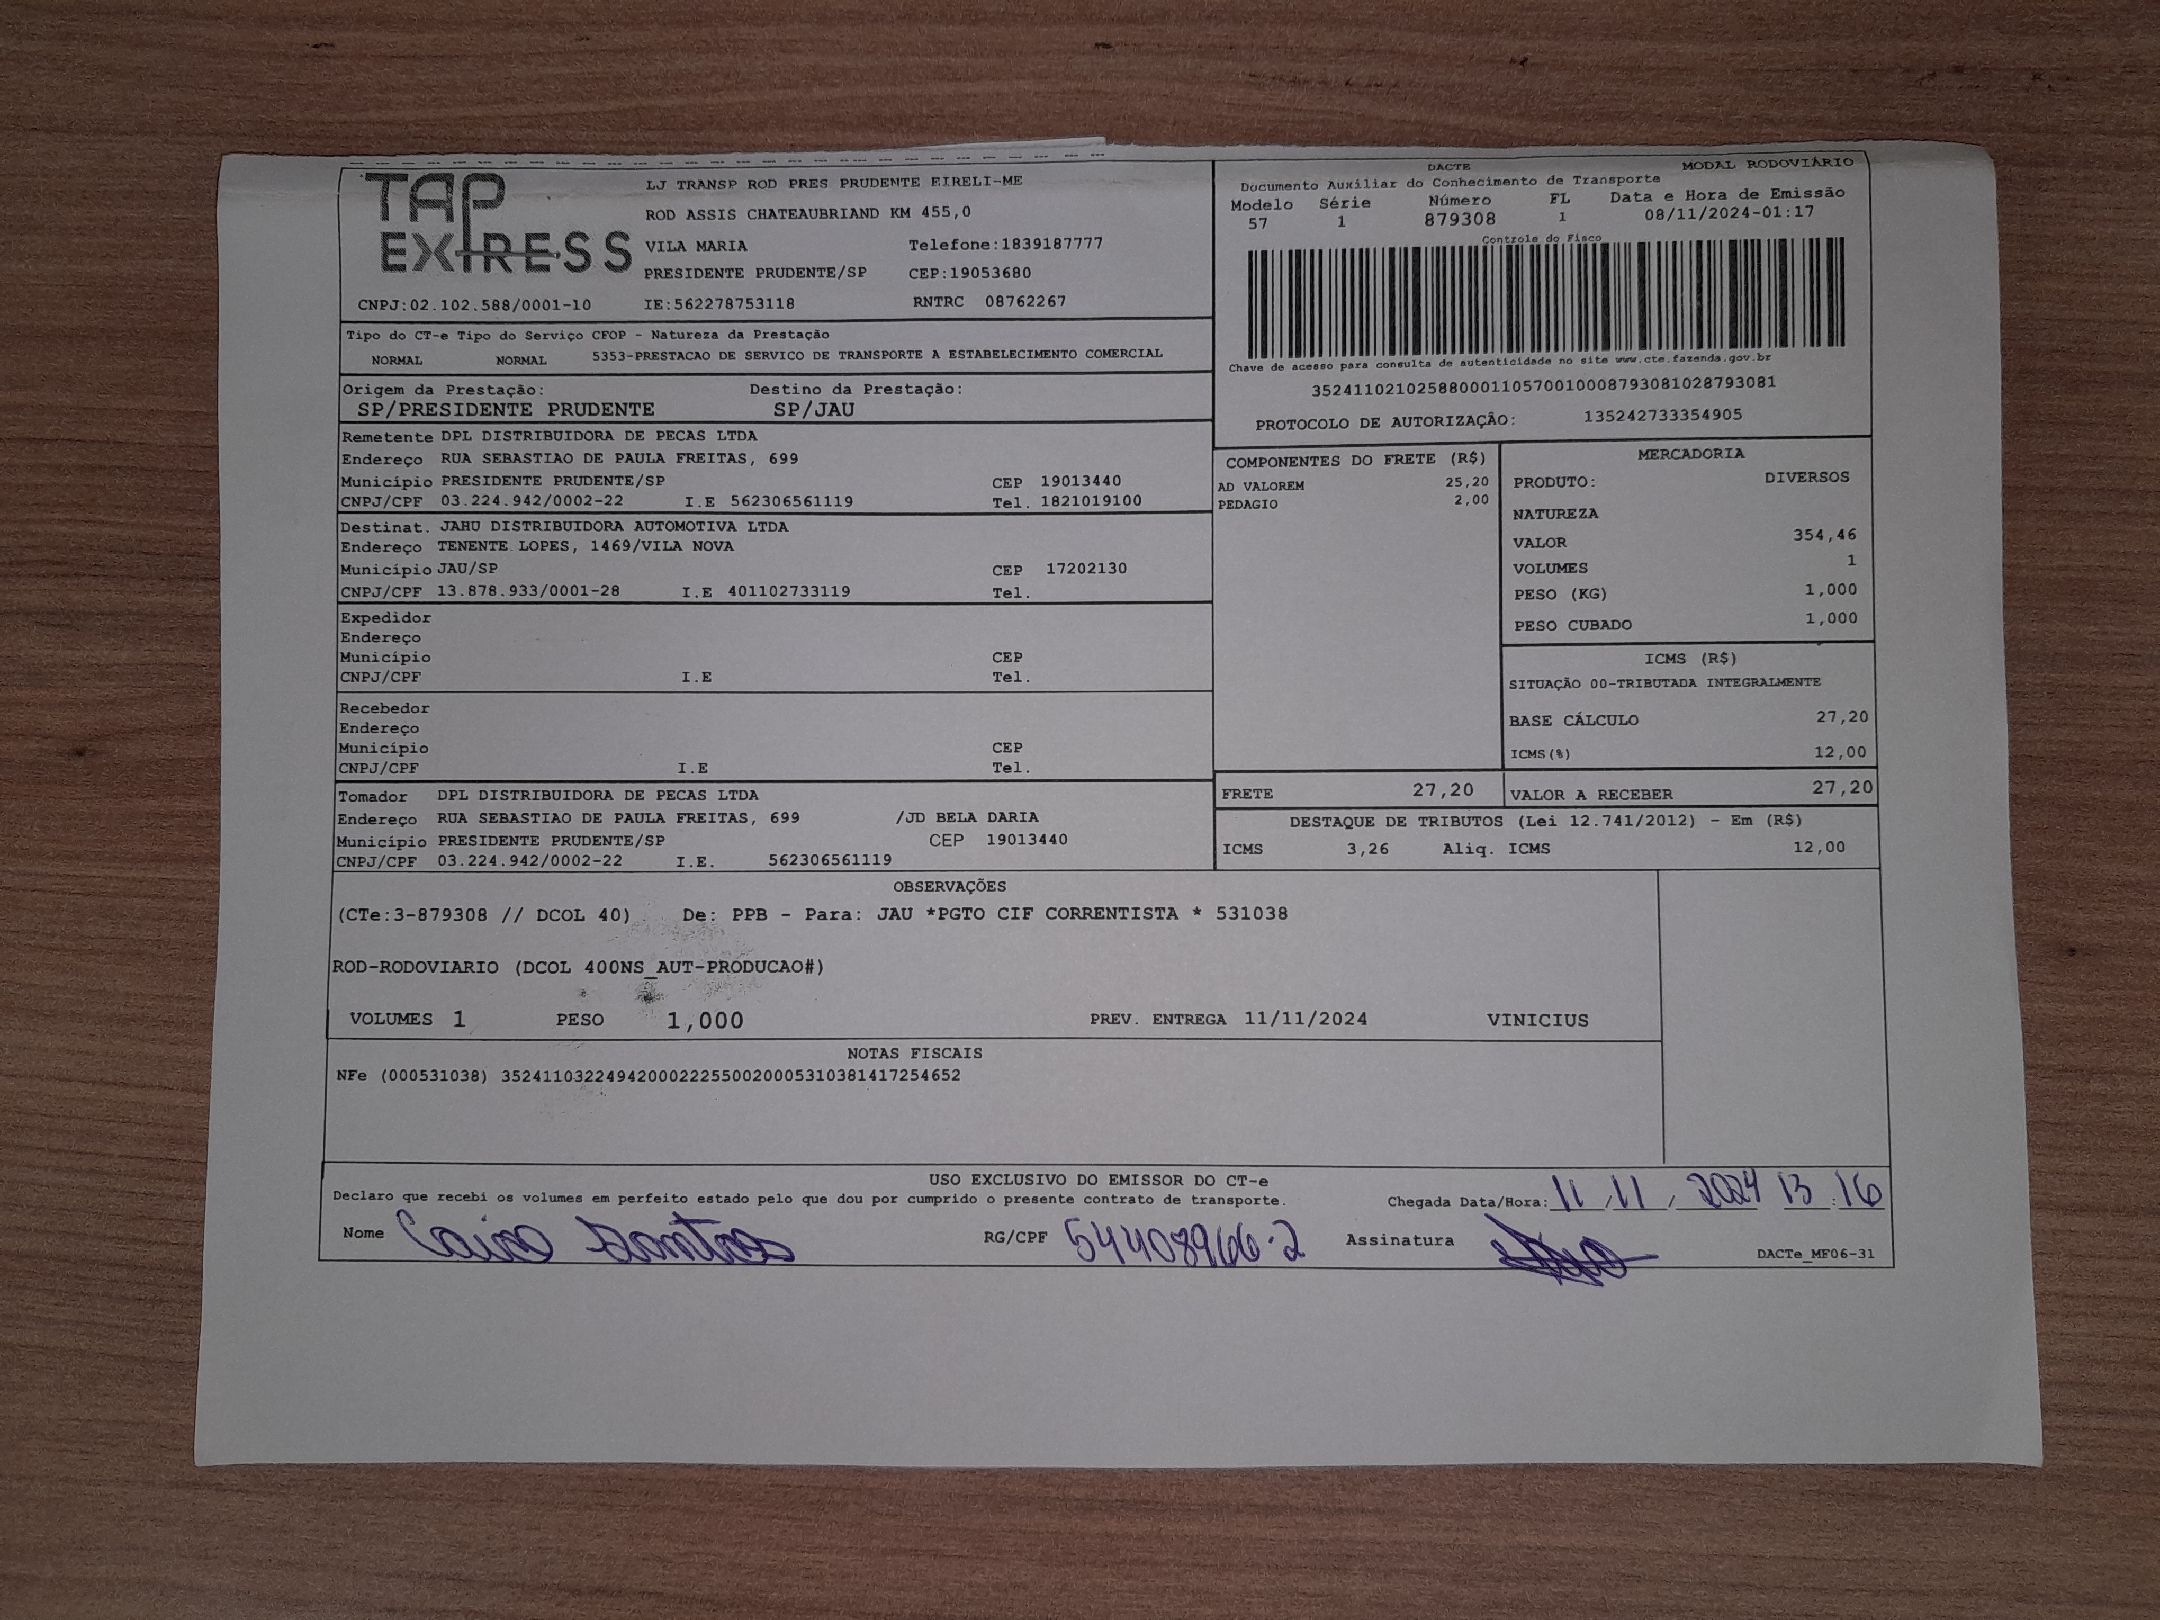 TAP
EXPRESS
LJ TRANSP ROD PRES PRUDENTE EIRELI-ME
ROD ASSIS CHATEAUBRIAND KM 455,0
VILA MARIA Telefone:1839187777
PRESIDENTE PRUDENTE/SP CEP:19053680
CNPJ:02.102.588/0001-10 IE:562278753118 RNTRC 08762267
DACTE MODAL RODOVIÁRIO
Documento Auxiliar do Conhecimento de Transporte
Modelo Série Número FL Data e Hora de Emissão
57 1 879308 1 08/11/2024-01:17
Controle do Fisco
Chave de acesso para consulta de autenticidade no site www.cte.fazenda.gov.br
35241102102588000110570010008793081028793081
PROTOCOLO DE AUTORIZAÇÂO: 135242733354905
Tipo do CT-e Tipo do Serviço CFOP - Natureza da Prestação
NORMAL NORMAL 5353-PRESTACAO DE SERVICO DE TRANSPORTE A ESTABELECIMENTO COMERCIAL
Origem da Prestação: Destino da Prestação:
SP/PRESIDENTE PRUDENTE SP/JAU
Remetente DPL DISTRIBUIDORA DE PECAS LTDA
Endereço RUA SEBASTIAO DE PAULA FREITAS, 699
Município PRESIDENTE PRUDENTE/SP CEP 19013440
CNPJ/CPF 03.224.942/0002-22 I.E 562306561119 Tel. 1821019100
Destinat. JAHU DISTRIBUIDORA AUTOMOTIVA LTDA
Endereço TENENTE LOPES, 1469/VILA NOVA
Município JAU/SP CEP 17202130
CNPJ/CPF 13.878.933/0001-28 I.E 401102733119 Tel.
Expedidor
Endereço
Município CEP
CNPJ/CPF I.E Tel.
Recebedor
Endereço
Município CEP
CNPJ/CPF I.E Tel.
Tomador DPL DISTRIBUIDORA DE PECAS LTDA
Endereço RUA SEBASTIAO DE PAULA FREITAS, 699 /JD BELA DARIA
Município PRESIDENTE PRUDENTE/SP CEP 19013440
CNPJ/CPF 03.224.942/0002-22 I.E. 562306561119
COMPONENTES DO FRETE (R$)
AD VALOREM 25,20
PEDAGIO 2,00
MERCADORIA
PRODUTO: DIVERSOS
NATUREZA
VALOR 354,46
VOLUMES 1
PESO (KG) 1,000
PESO CUBADO 1,000
ICMS (R$)
SITUAÇÃO 00-TRIBUTADA INTEGRALMENTE
BASE CÁLCULO 27,20
ICMS(%) 12,00
FRETE 27,20 VALOR A RECEBER 27,20
DESTAQUE DE TRIBUTOS (Lei 12.741/2012) - Em (R$)
ICMS 3,26 Aliq. ICMS 12,00
OBSERVAÇÕES
(CTe:3-879308 // DCOL 40) De: PPB - Para: JAU *PGTO CIF CORRENTISTA * 531038
ROD-RODOVIARIO (DCOL 400NS_AUT-PRODUCAO#)
VOLUMES 1 PESO 1,000 PREV. ENTREGA 11/11/2024 VINICIUS
NOTAS FISCAIS
NFe (000531038) 35241103224942000222550020005310381417254652
USO EXCLUSIVO DO EMISSOR DO CT-e
Declaro que recebi os volumes em perfeito estado pelo que dou por cumprido o presente contrato de transporte. Chegada Data/Hora: 11/11/2024 13:16
Nome Caino Santos RG/CPF 54408966-2 Assinatura
DACTe_MF06-31